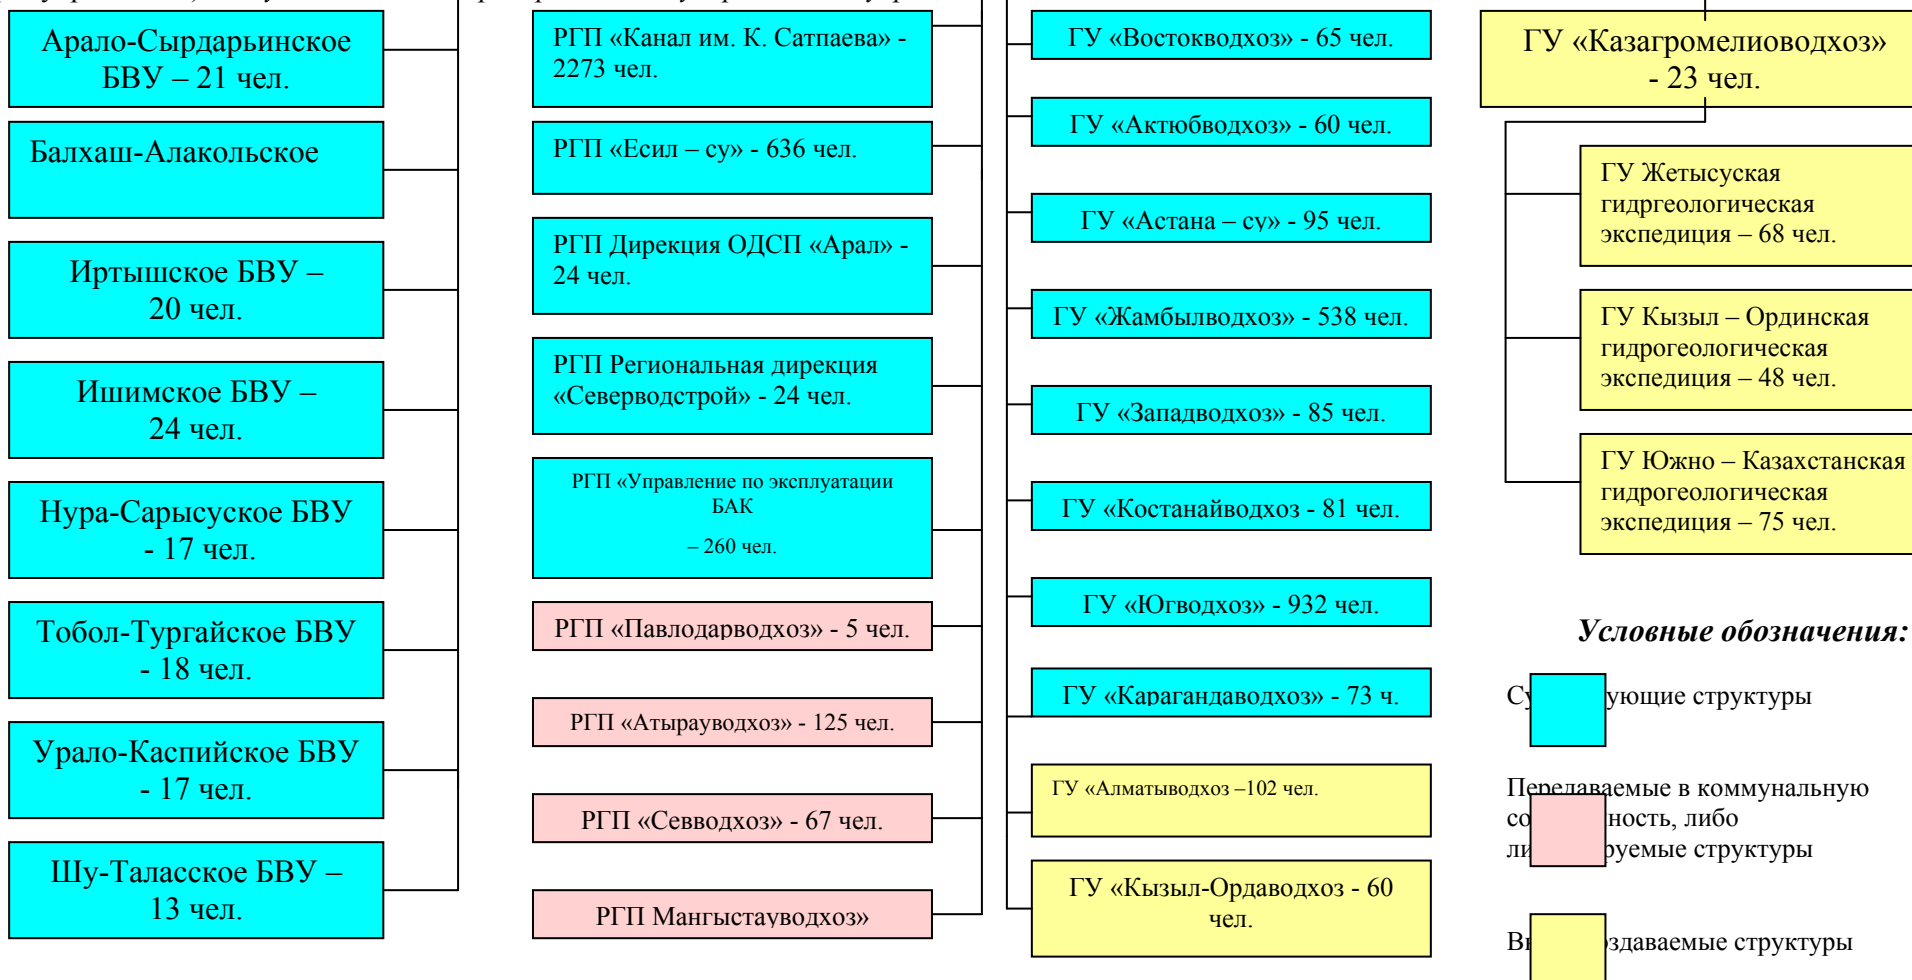 Арало-Сырдарьинское
БВУ – 21 чел.
Балхаш-Алакольское
Иртышское БВУ –
20 чел.
Ишимское БВУ –
24 чел.
Нура-Сарысуское БВУ
- 17 чел.
Тобол-Тургайское БВУ
- 18 чел.
Урало-Каспийское БВУ
- 17 чел.
Шу-Таласское БВУ –
13 чел.
РГП «Канал им. К. Сатпаева» -
2273 чел.
РГП «Есил – су» - 636 чел.
РГП Дирекция ОДСП «Арал» -
24 чел.
РГП Региональная дирекция
«Северводстрой» - 24 чел.
РГП «Управление по эксплуатации
БАК
– 260 чел.
РГП «Павлодарводхоз» - 5 чел.
РГП «Атырауводхоз» - 125 чел.
РГП «Севводхоз» - 67 чел.
РГП Мангыстауводхоз»
ГУ «Востокводхоз» - 65 чел.
ГУ «Актюбводхоз» - 60 чел.
ГУ «Астана – су» - 95 чел.
ГУ «Жамбылводхоз» - 538 чел.
ГУ «Западводхоз» - 85 чел.
ГУ «Костанайводхоз - 81 чел.
ГУ «Югводхоз» - 932 чел.
ГУ «Карагандаводхоз» - 73 ч.
ГУ «Алматыводхоз –102 чел.
ГУ «Кызыл-Ордаводхоз - 60
чел.
ГУ «Казагромелиоводхоз»
- 23 чел.
ГУ Жетысуская
гидргеологическая
экспедиция – 68 чел.
ГУ Кызыл – Ординская
гидрогеологическая
экспедиция – 48 чел.
ГУ Южно – Казахстанская
гидрогеологическая
экспедиция – 75 чел.
Условные обозначения:
структуры
Передаваемые в коммунальную
либо
структуры
структуры